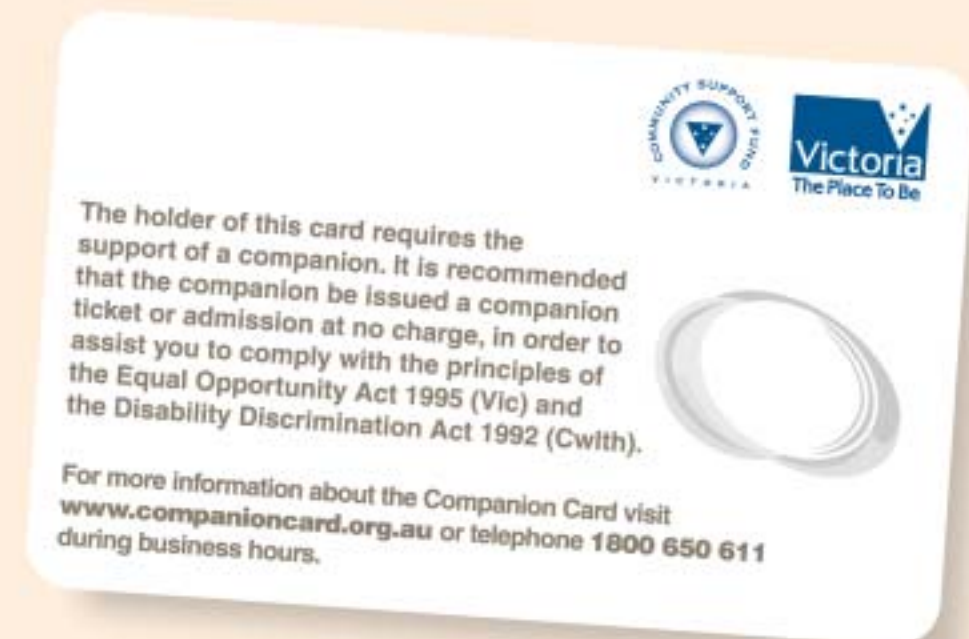 COMMUNITY SUPPORT FUND
VICTORIA
Victoria
The Place To Be
The holder of this card requires the
support of a companion. It is recommended
that the companion be issued a companion
ticket or admission at no charge, in order to
assist you to comply with the principles of
the Equal Opportunity Act 1995 (Vic) and
the Disability Discrimination Act 1992 (Cwlth).
For more information about the Companion Card visit
www.companioncard.org.au or telephone 1800 650 611
during business hours.